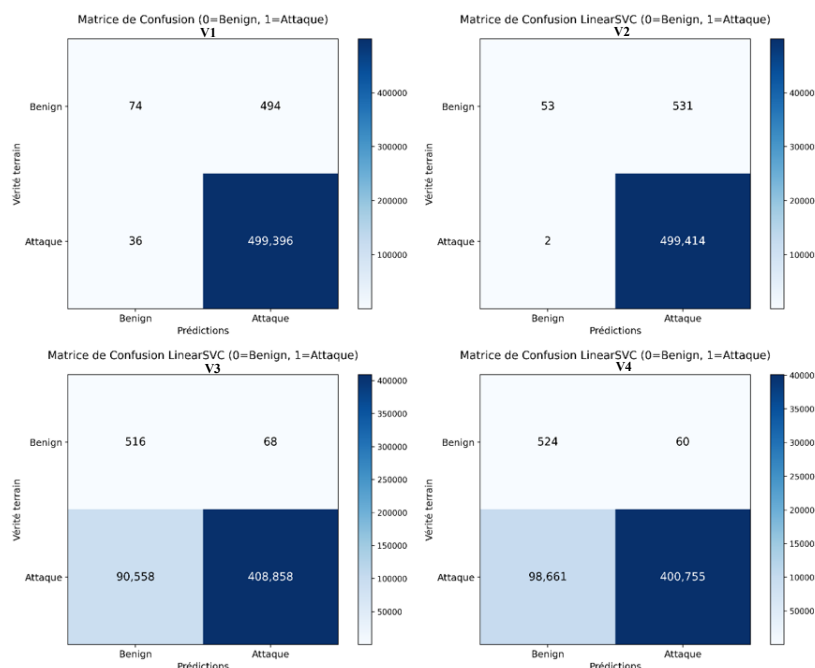 Matrice de Confusion (0=Benign, 1=Attaque)
V1
Benign
74
494
Attaque
36
499,396
Vérité terrain
Benign
Attaque
Prédictions
400000
300000
200000
100000
Matrice de Confusion LinearSVC (0=Benign, 1=Attaque)
V2
Benign
53
531
Attaque
2
499,414
Vérité terrain
Benign
Attaque
Prédictions
40000
30000
20000
10000
Matrice de Confusion LinearSVC (0=Benign, 1=Attaque)
V3
Benign
516
68
Attaque
90,558
408,858
Vérité terrain
Benign
Attaque
Prédictions
400000
350000
300000
250000
200000
150000
100000
50000
Matrice de Confusion LinearSVC (0=Benign, 1=Attaque)
V4
Benign
524
60
Attaque
98,661
400,755
Vérité terrain
Benign
Attaque
Prédictions
40000
35000
30000
25000
20000
15000
10000
50000